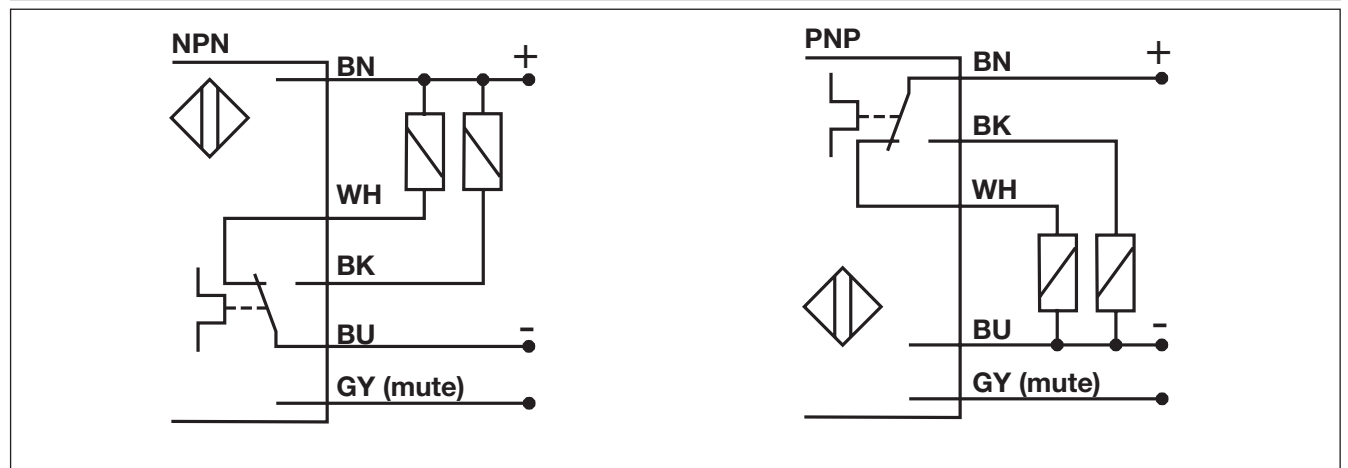 NPN
BN
+
WH
BK
BU
-
GY (mute)
PNP
BN
+
BK
WH
BU
-
GY (mute)